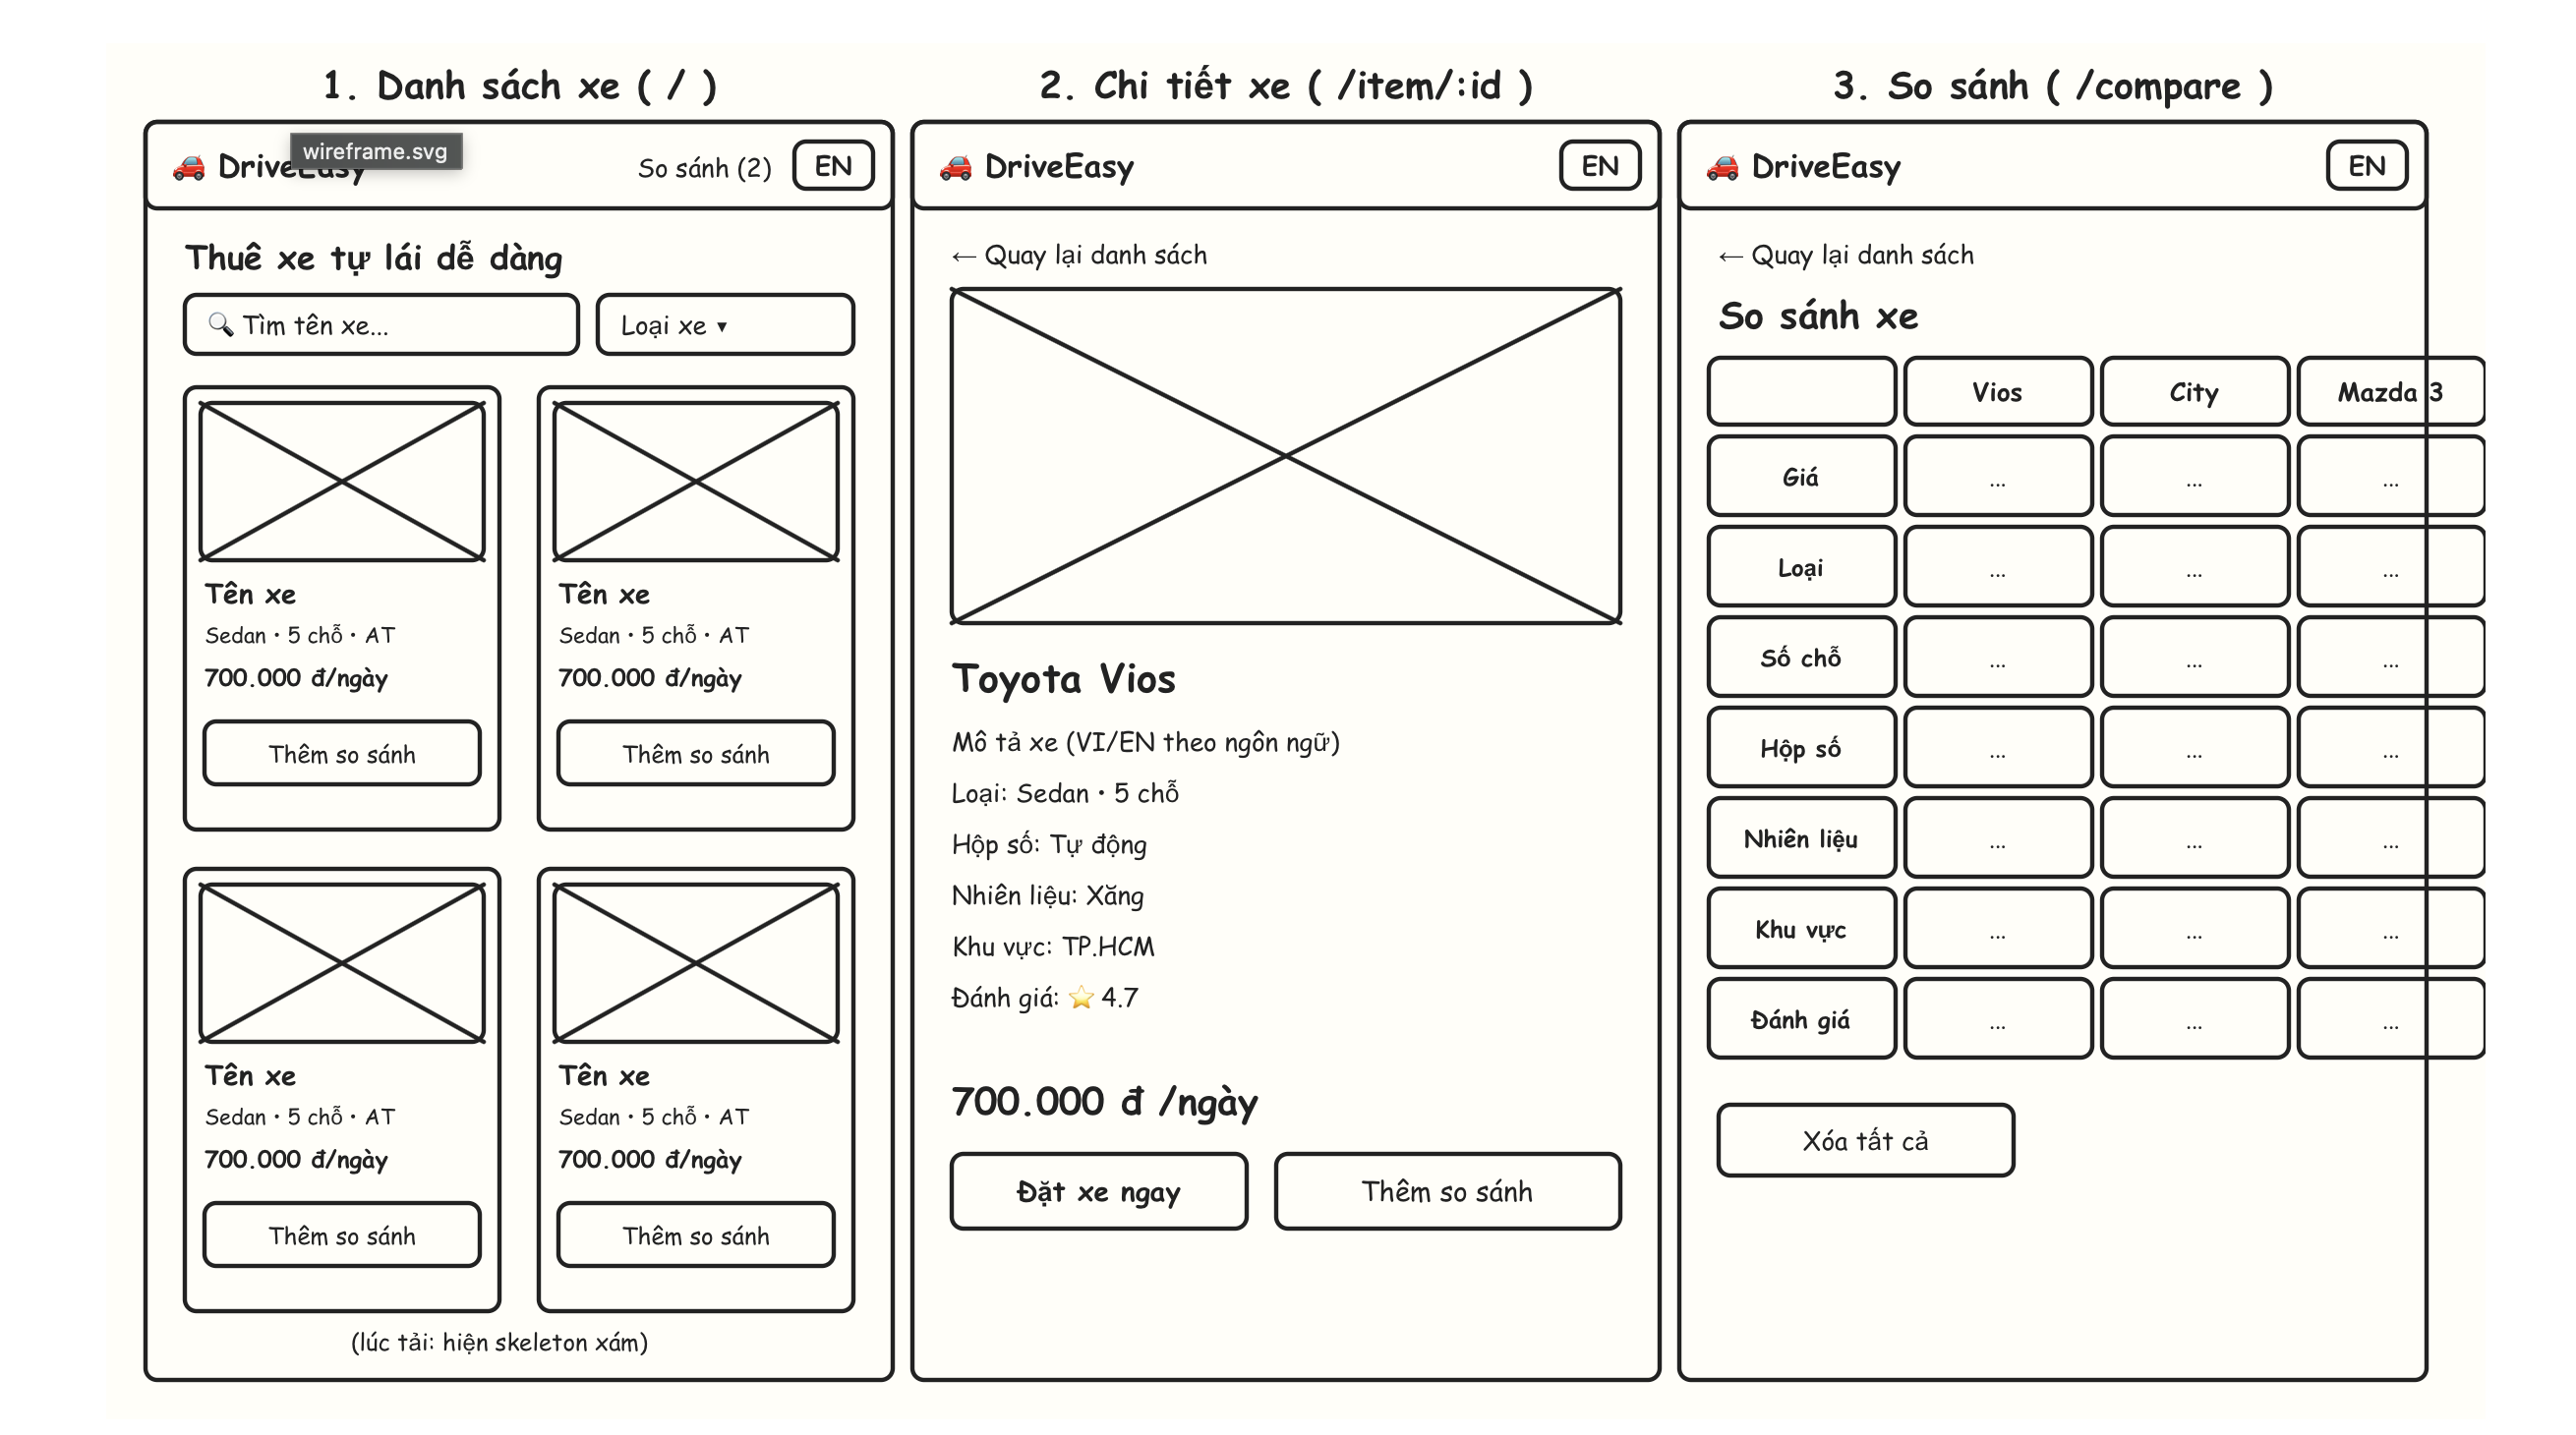 1. Danh sách xe ( / )
🚗 DriveEasy
wireframe.svg
So sánh (2)
EN
Thuê xe tự lái dễ dàng
🔍 Tìm tên xe...
Loại xe ▾
Tên xe
Sedan • 5 chỗ • AT
700.000 đ/ngày
Thêm so sánh
Tên xe
Sedan • 5 chỗ • AT
700.000 đ/ngày
Thêm so sánh
Tên xe
Sedan • 5 chỗ • AT
700.000 đ/ngày
Thêm so sánh
Tên xe
Sedan • 5 chỗ • AT
700.000 đ/ngày
Thêm so sánh
(lúc tải: hiện skeleton xám)
2. Chi tiết xe ( /item/:id )
🚗 DriveEasy
EN
← Quay lại danh sách
Toyota Vios
Mô tả xe (VI/EN theo ngôn ngữ)
Loại: Sedan • 5 chỗ
Hộp số: Tự động
Nhiên liệu: Xăng
Khu vực: TP.HCM
Đánh giá: ⭐ 4.7
700.000 đ /ngày
Đặt xe ngay
Thêm so sánh
3. So sánh ( /compare )
🚗 DriveEasy
EN
← Quay lại danh sách
So sánh xe
Vios City Mazda 3
Giá ... ... ...
Loại ... ... ...
Số chỗ ... ... ...
Hộp số ... ... ...
Nhiên liệu ... ... ...
Khu vực ... ... ...
Đánh giá ... ... ...
Xóa tất cả